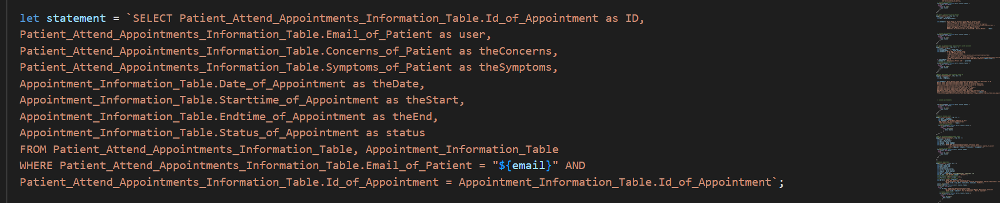 let statement = `SELECT Patient_Attend_Appointments_Information_Table.Id_of_Appointment as ID,
Patient_Attend_Appointments_Information_Table.Email_of_Patient as user,
Patient_Attend_Appointments_Information_Table.Concerns_of_Patient as theConcerns,
Patient_Attend_Appointments_Information_Table.Symptoms_of_Patient as theSymptoms,
Appointment_Information_Table.Date_of_Appointment as theDate,
Appointment_Information_Table.Starttime_of_Appointment as theStart,
Appointment_Information_Table.Endtime_of_Appointment as theEnd,
Appointment_Information_Table.Status_of_Appointment as status
FROM Patient_Attend_Appointments_Information_Table, Appointment_Information_Table
WHERE Patient_Attend_Appointments_Information_Table.Email_of_Patient = "${email}" AND
Patient_Attend_Appointments_Information_Table.Id_of_Appointment = Appointment_Information_Table.Id_of_Appointment`;